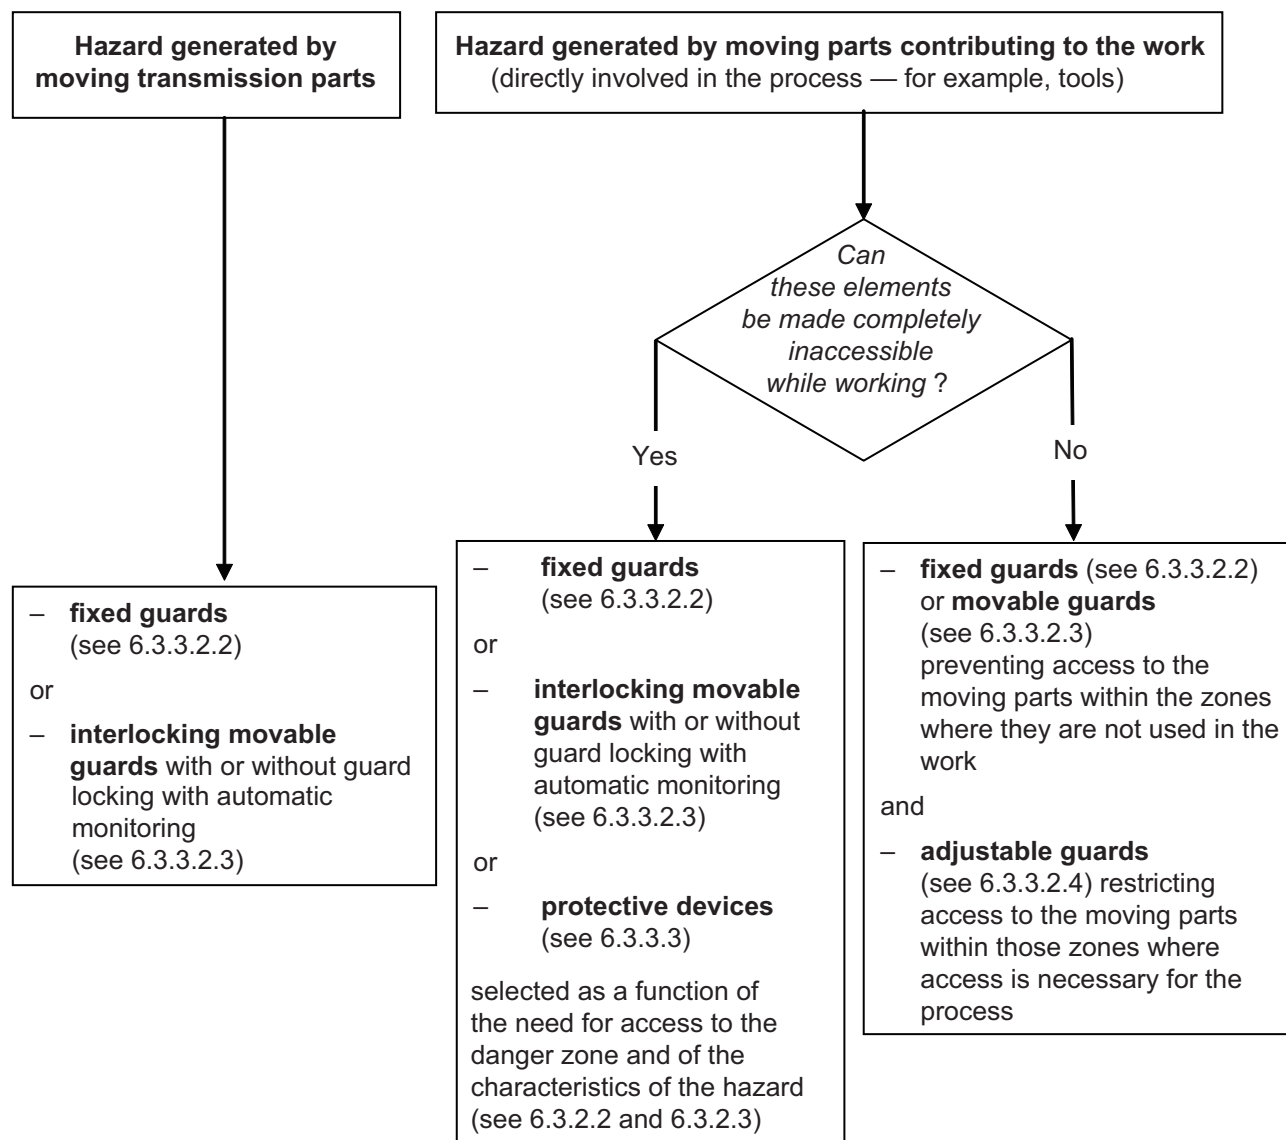 Hazard generated by
moving transmission parts
Hazard generated by moving parts contributing to the work
(directly involved in the process — for example, tools)
Can
these elements
be made completely
inaccessible
while working ?
Yes
No
– fixed guards
(see 6.3.3.2.2)
or
– interlocking movable
guards with or without guard
locking with automatic
monitoring
(see 6.3.3.2.3)
– fixed guards
(see 6.3.3.2.2)
or
– interlocking movable
guards with or without
guard locking with
automatic monitoring
(see 6.3.3.2.3)
or
– protective devices
(see 6.3.3.3)
selected as a function of
the need for access to the
danger zone and of the
characteristics of the hazard
(see 6.3.2.2 and 6.3.2.3)
– fixed guards (see 6.3.3.2.2)
or movable guards
(see 6.3.3.2.3)
preventing access to the
moving parts within the zones
where they are not used in the
work
and
– adjustable guards
(see 6.3.3.2.4) restricting
access to the moving parts
within those zones where
access is necessary for the
process